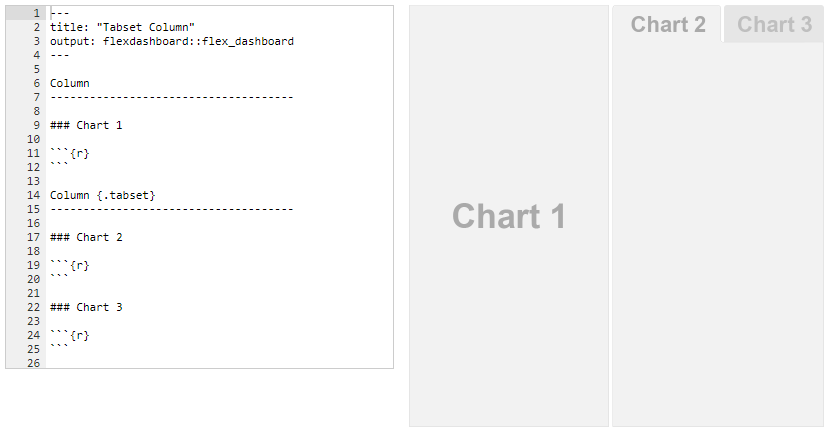 1 ---
2 title: "Tabset Column"
3 output: flexdashboard::flex_dashboard
4 ---
5
6 Column
7 -------------------------------------
8
9 ### Chart 1
10
11 ```{r}
12 ```
13
14 Column {.tabset}
15 -------------------------------------
16
17 ### Chart 2
18
19 ```{r}
20 ```
21
22 ### Chart 3
23
24 ```{r}
25 ```
26
Chart 1
Chart 2 Chart 3